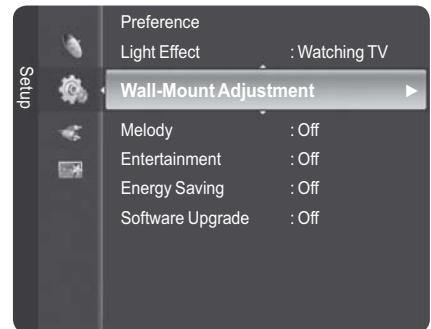 Setup
Preference
Light Effect : Watching TV
Wall-Mount Adjustment
Melody : Off
Entertainment : Off
Energy Saving : Off
Software Upgrade : Off